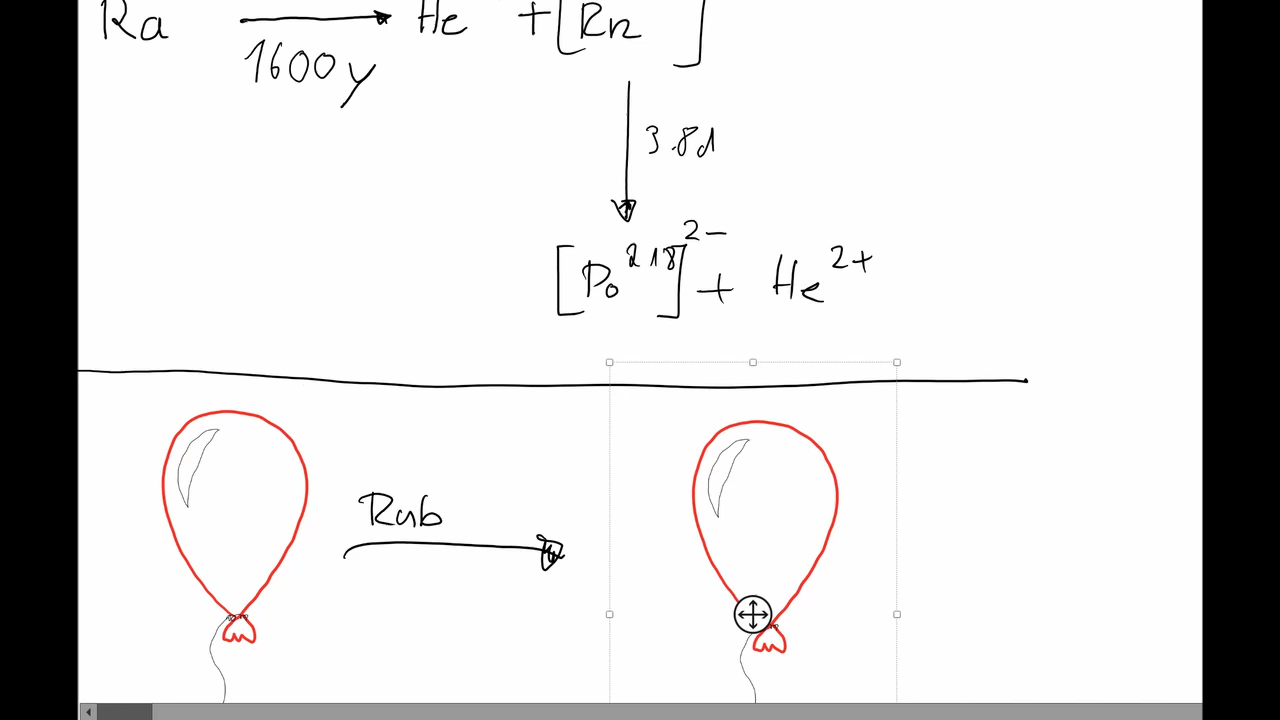 Ra → He + [Rn ]
1600y
3.8d
[Po²¹⁸]²⁻ + He²⁺
Rub